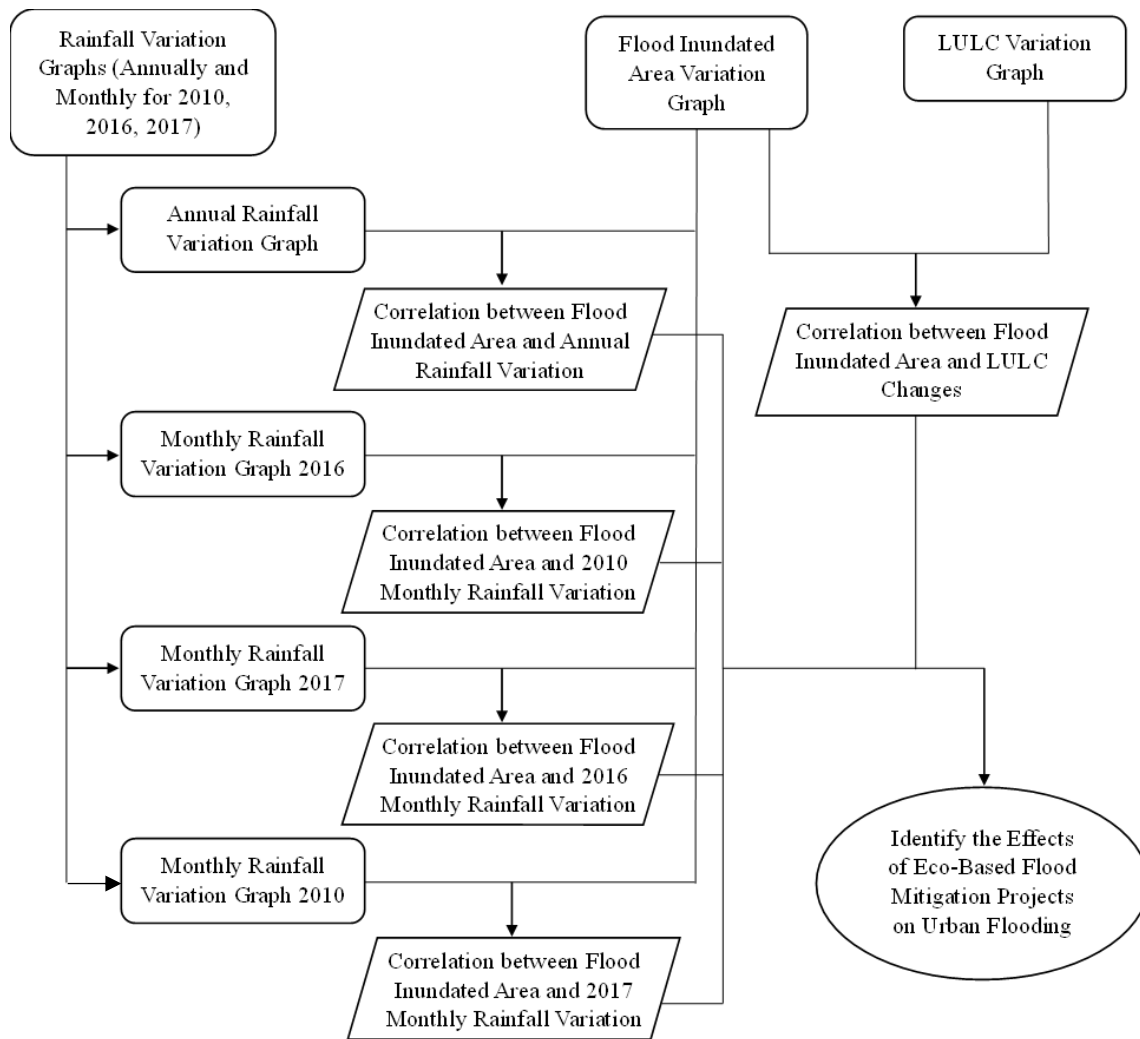 Rainfall Variation
Graphs (Annually and
Monthly for 2010,
2016, 2017)
Flood Inundated
Area Variation
Graph
LULC Variation
Graph
Annual Rainfall
Variation Graph
Correlation between Flood
Inundated Area and Annual
Rainfall Variation
Correlation between Flood
Inundated Area and LULC
Changes
Monthly Rainfall
Variation Graph 2016
Correlation between Flood
Inundated Area and 2010
Monthly Rainfall Variation
Monthly Rainfall
Variation Graph 2017
Correlation between Flood
Inundated Area and 2016
Monthly Rainfall Variation
Identify the Effects
of Eco-Based Flood
Mitigation Projects
on Urban Flooding
Monthly Rainfall
Variation Graph 2010
Correlation between Flood
Inundated Area and 2017
Monthly Rainfall Variation